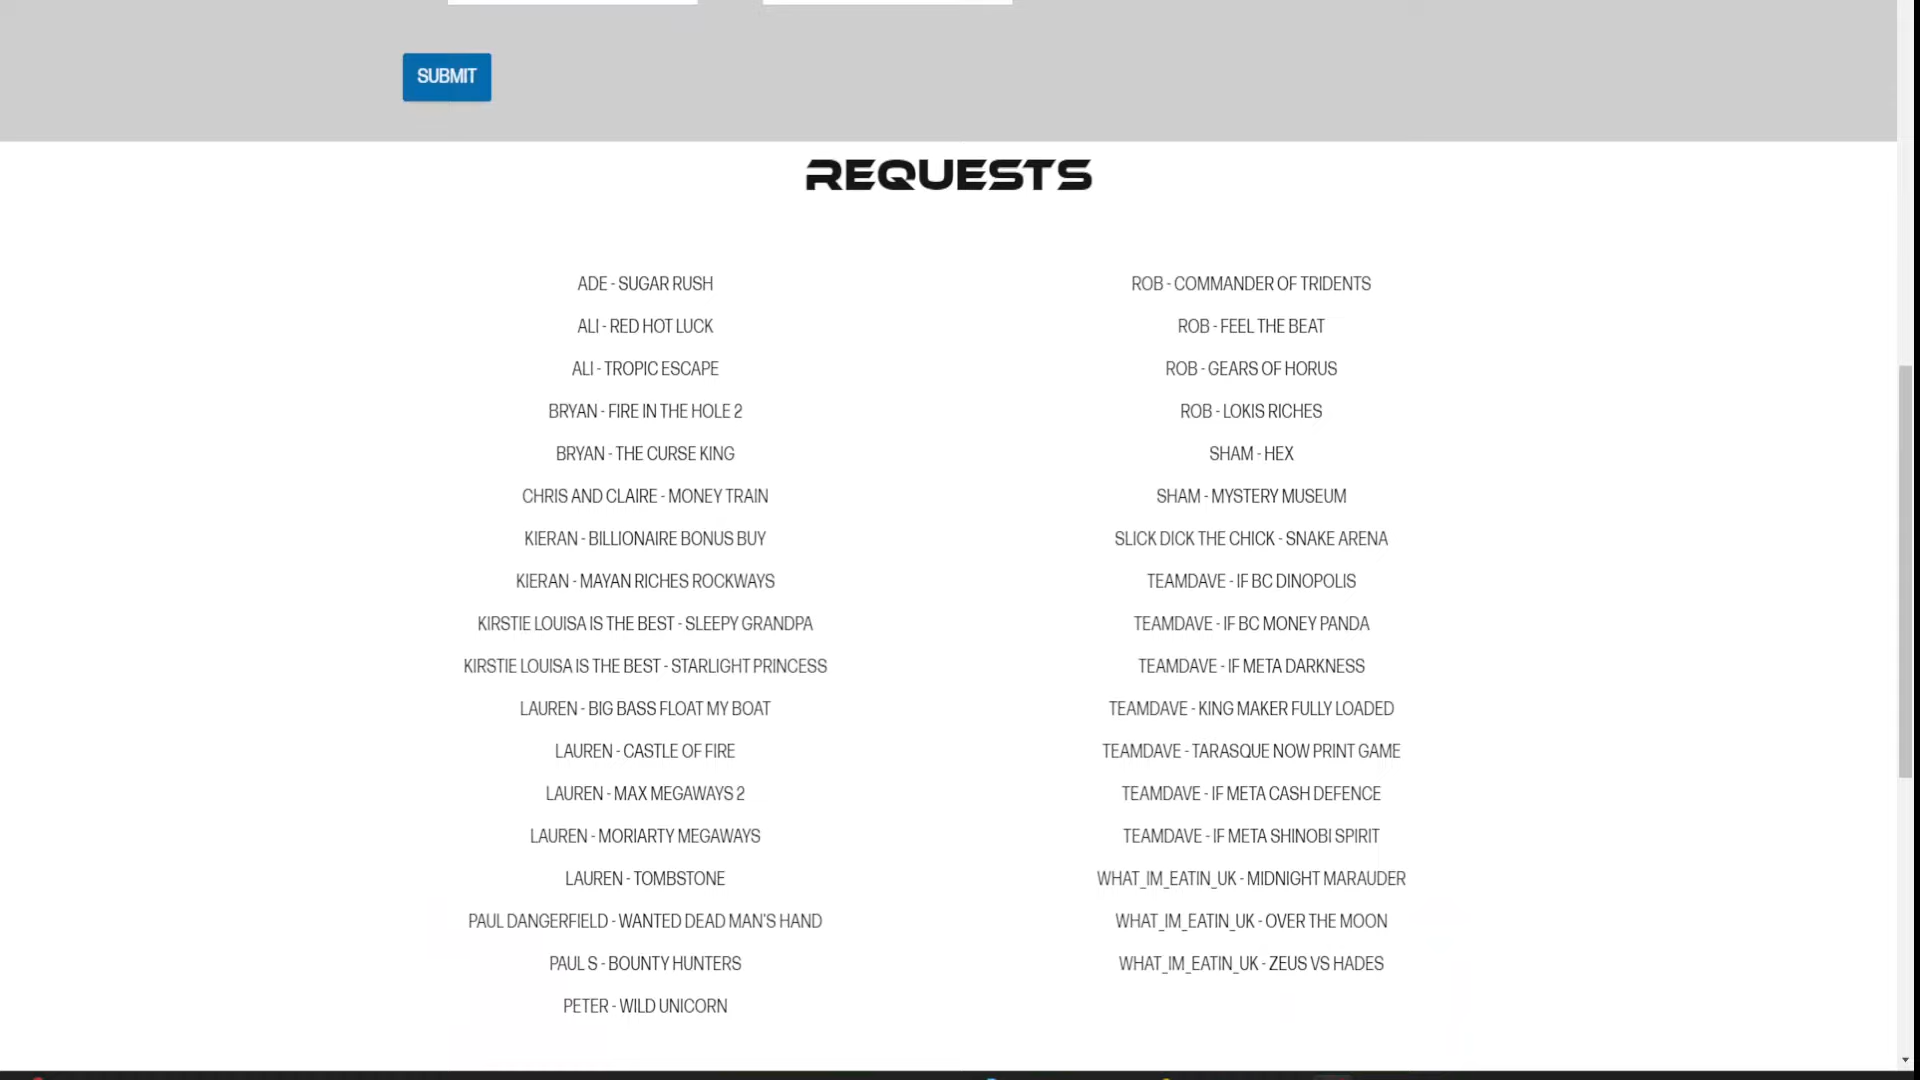 SUBMIT
REQUESTS
ADE - SUGAR RUSH
ALI - RED HOT LUCK
ALI - TROPIC ESCAPE
BRYAN - FIRE IN THE HOLE 2
BRYAN - THE CURSE KING
CHRIS AND CLAIRE - MONEY TRAIN
KIERAN - BILLIONAIRE BONUS BUY
KIERAN - MAYAN RICHES ROCKWAYS
KIRSTIE LOUISA IS THE BEST - SLEEPY GRANDPA
KIRSTIE LOUISA IS THE BEST - STARLIGHT PRINCESS
LAUREN - BIG BASS FLOAT MY BOAT
LAUREN - CASTLE OF FIRE
LAUREN - MAX MEGAWAYS 2
LAUREN - MORIARTY MEGAWAYS
LAUREN - TOMBSTONE
PAUL DANGERFIELD - WANTED DEAD MAN'S HAND
PAUL S - BOUNTY HUNTERS
PETER - WILD UNICORN
ROB - COMMANDER OF TRIDENTS
ROB - FEEL THE BEAT
ROB - GEARS OF HORUS
ROB - LOKIS RICHES
SHAM - HEX
SHAM - MYSTERY MUSEUM
SLICK DICK THE CHICK - SNAKE ARENA
TEAMDAVE - IF BC DINOPOLIS
TEAMDAVE - IF BC MONEY PANDA
TEAMDAVE - IF META DARKNESS
TEAMDAVE - KING MAKER FULLY LOADED
TEAMDAVE - TARASQUE NOW PRINT GAME
TEAMDAVE - IF META CASH DEFENCE
TEAMDAVE - IF META SHINOBI SPIRIT
WHAT_IM_EATIN_UK - MIDNIGHT MARAUDER
WHAT_IM_EATIN_UK - OVER THE MOON
WHAT_IM_EATIN_UK - ZEUS VS HADES